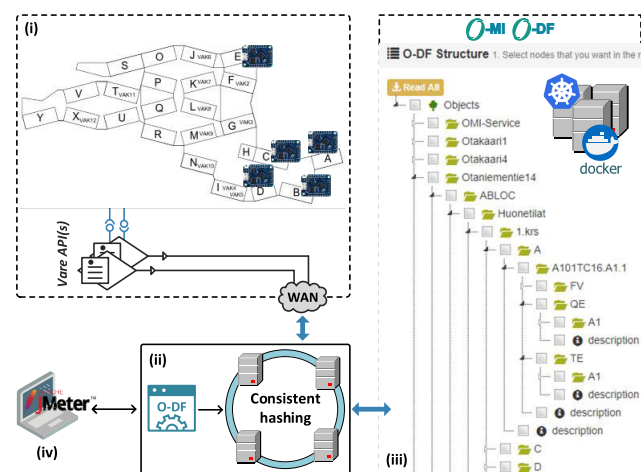 (i)
S
O
J VAK6
E
V
T VAK11
P
K VAK7
F VAK2
Y
X VAK12
U
Q
L VAK8
R
M VAK9
G VAK3
H
C
A
N VAK10
I VAK4 VAK5
D
B
Vare API(s)
WAN
(ii)
O-DF
Consistent
hashing
Meter
(iv)
O-MI O-DF
O-DF Structure 1. Select nodes that you want in the r
Read All
Objects
OMI-Service
Otakaari1
Otakaari4
Otaniementie14
ABLOC
Huonetilat
1.krs
A
A101TC16.A1.1
FV
QE
A1
description
TE
A1
description
description
description
C
D
docker
(iii)